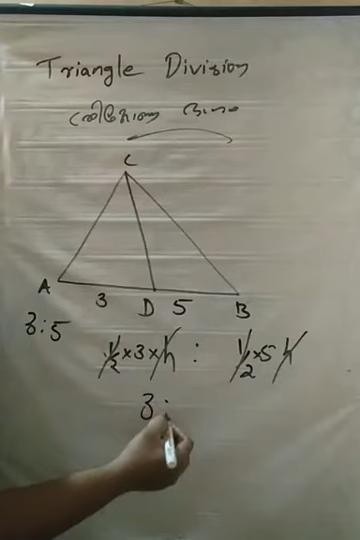 Triangle Division
ത്രികോണ ഭാഗം
C
A 3 D 5 B
3:5
1/2 × 3 × h : 1/2 × 5 h
3 :